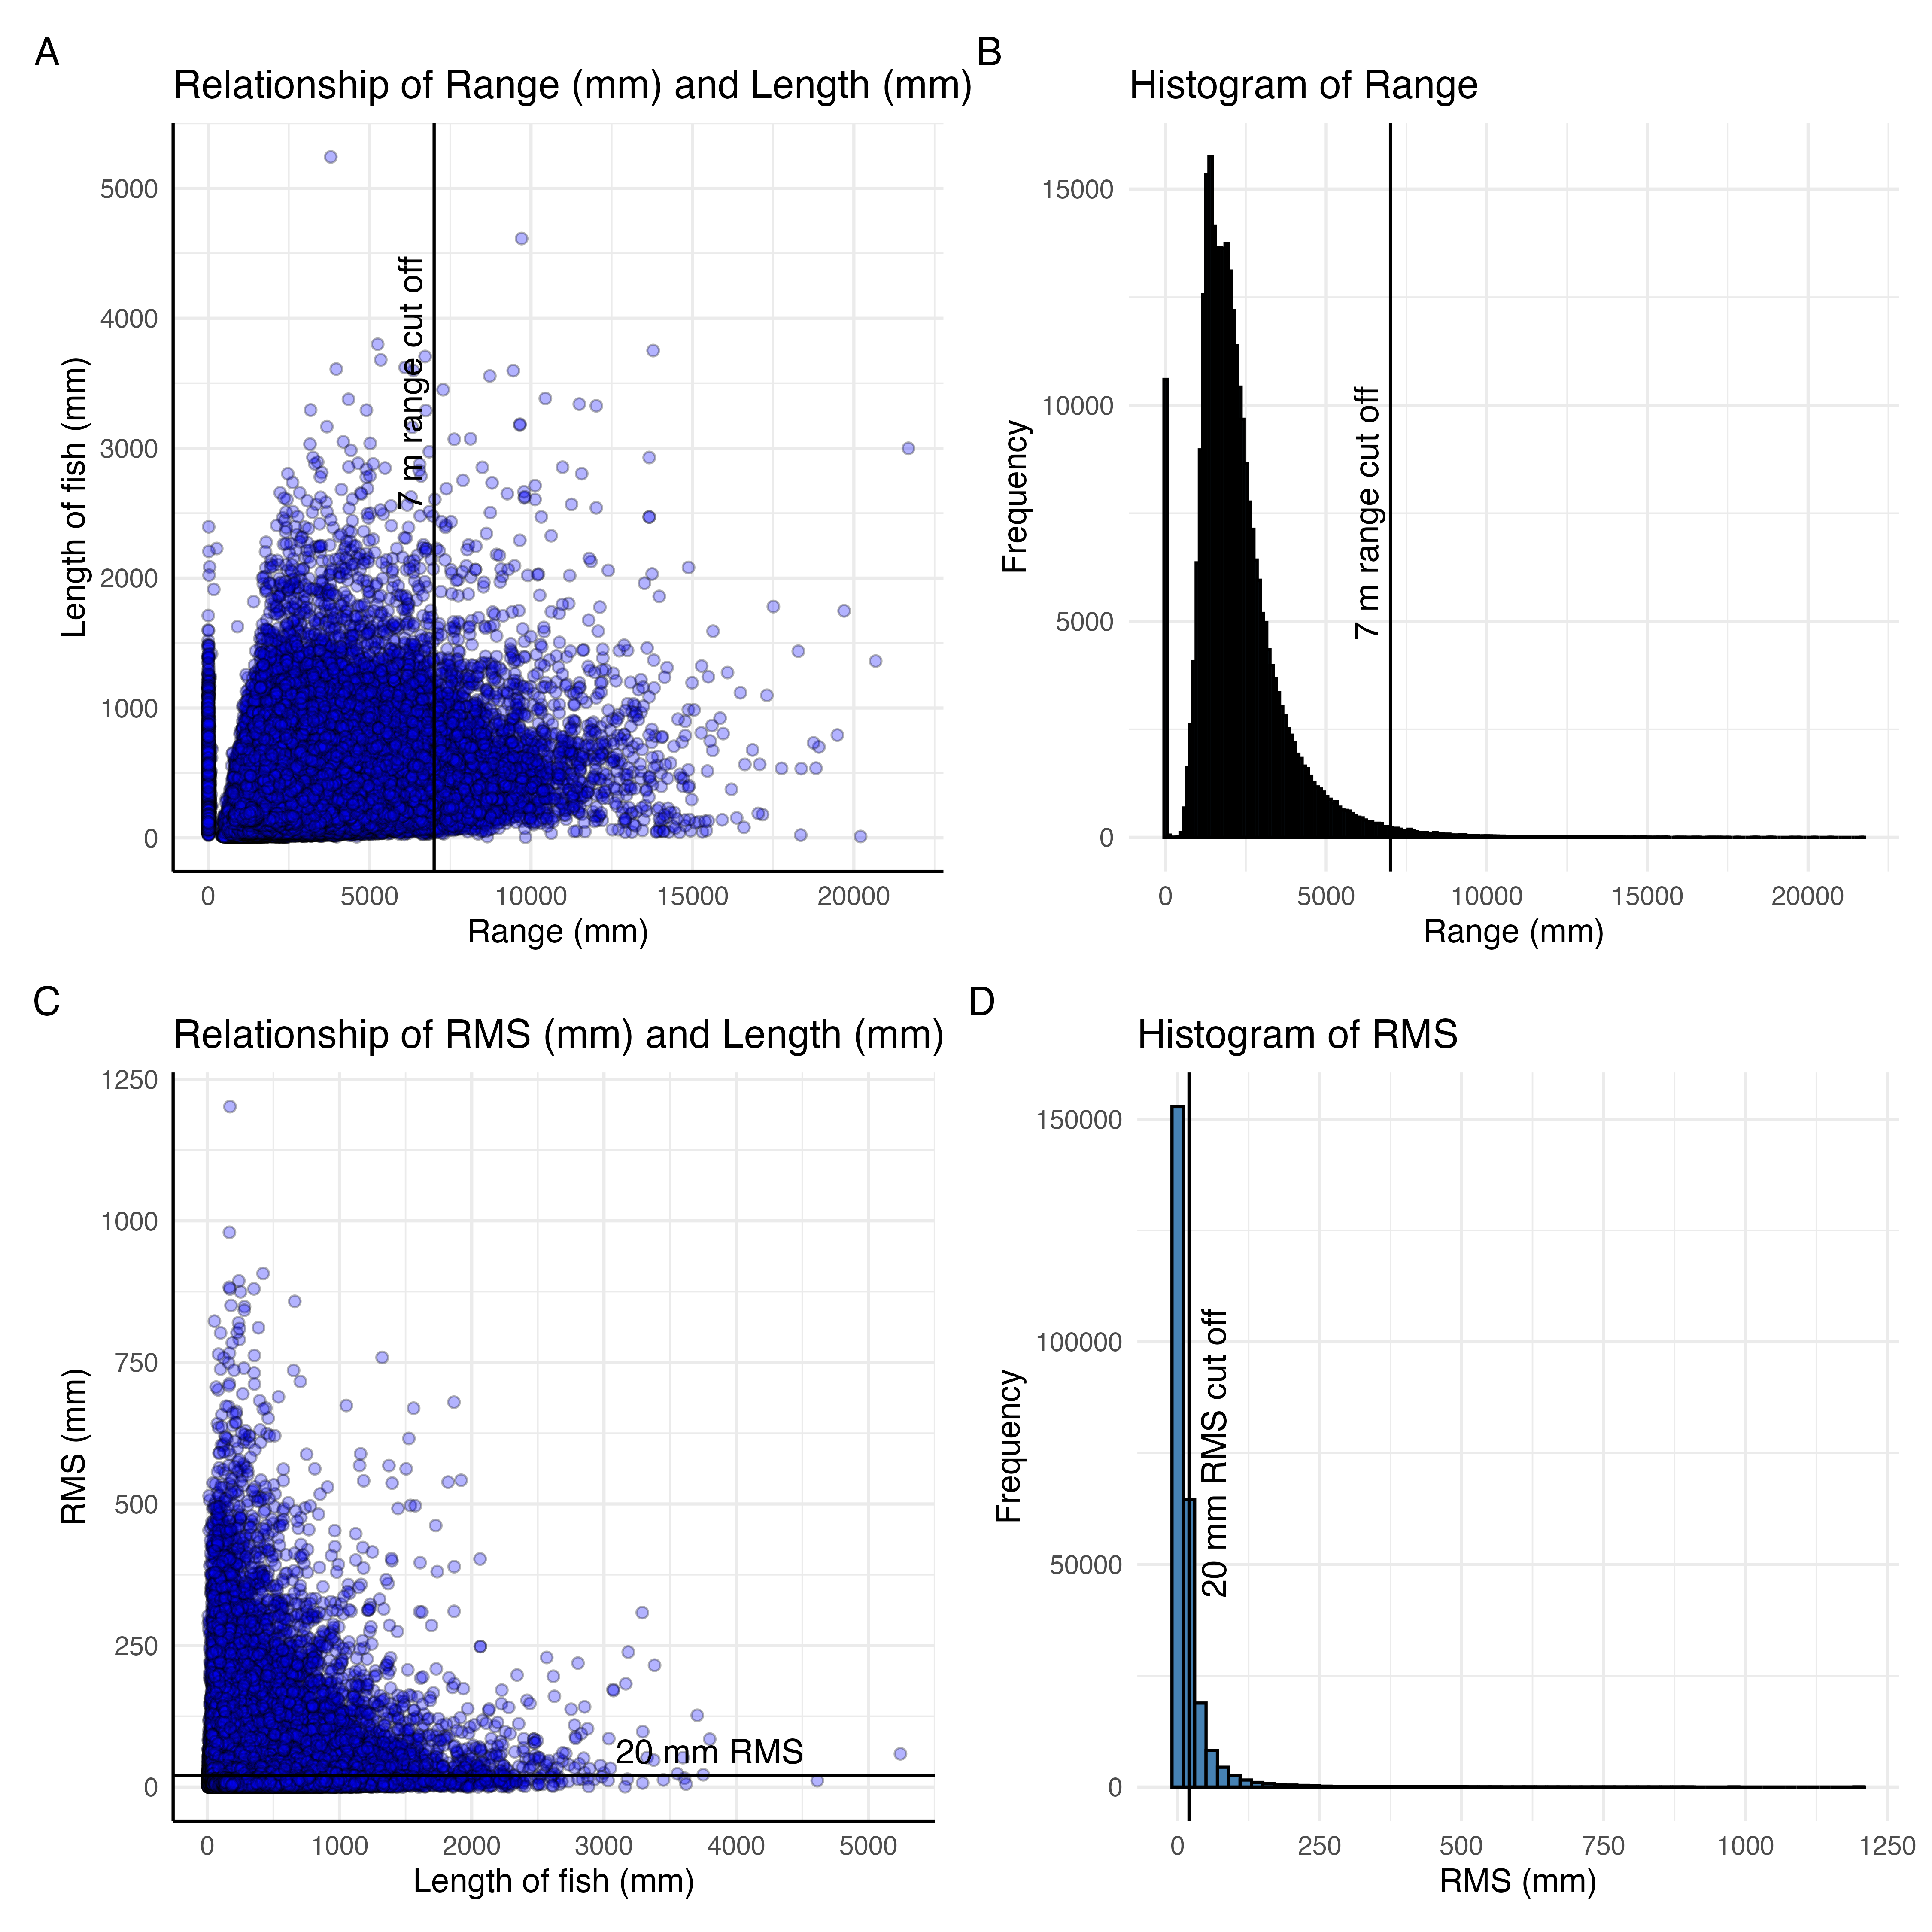 A
Relationship of Range (mm) and Length (mm)
Length of fish (mm)
5000
4000
3000
2000
1000
0
7 m range cut off
0 5000 10000 15000 20000
Range (mm)
B
Histogram of Range
Frequency
15000
10000
5000
0
7 m range cut off
0 5000 10000 15000 20000
Range (mm)
C
Relationship of RMS (mm) and Length (mm)
RMS (mm)
1250
1000
750
500
250
0
20 mm RMS
0 1000 2000 3000 4000 5000
Length of fish (mm)
D
Histogram of RMS
Frequency
150000
100000
50000
0
20 mm RMS cut off
0 250 500 750 1000 1250
RMS (mm)